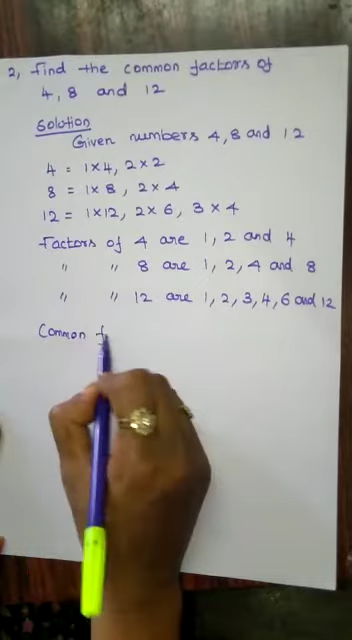 2, find the common factors of
4, 8 and 12
Solution
Given numbers 4, 8 and 12
4 = 1×4, 2×2
8 = 1×8, 2×4
12 = 1×12, 2×6, 3×4
Factors of 4 are 1, 2 and 4
" " 8 are 1, 2, 4 and 8
" " 12 are 1, 2, 3, 4, 6 and 12
Common f